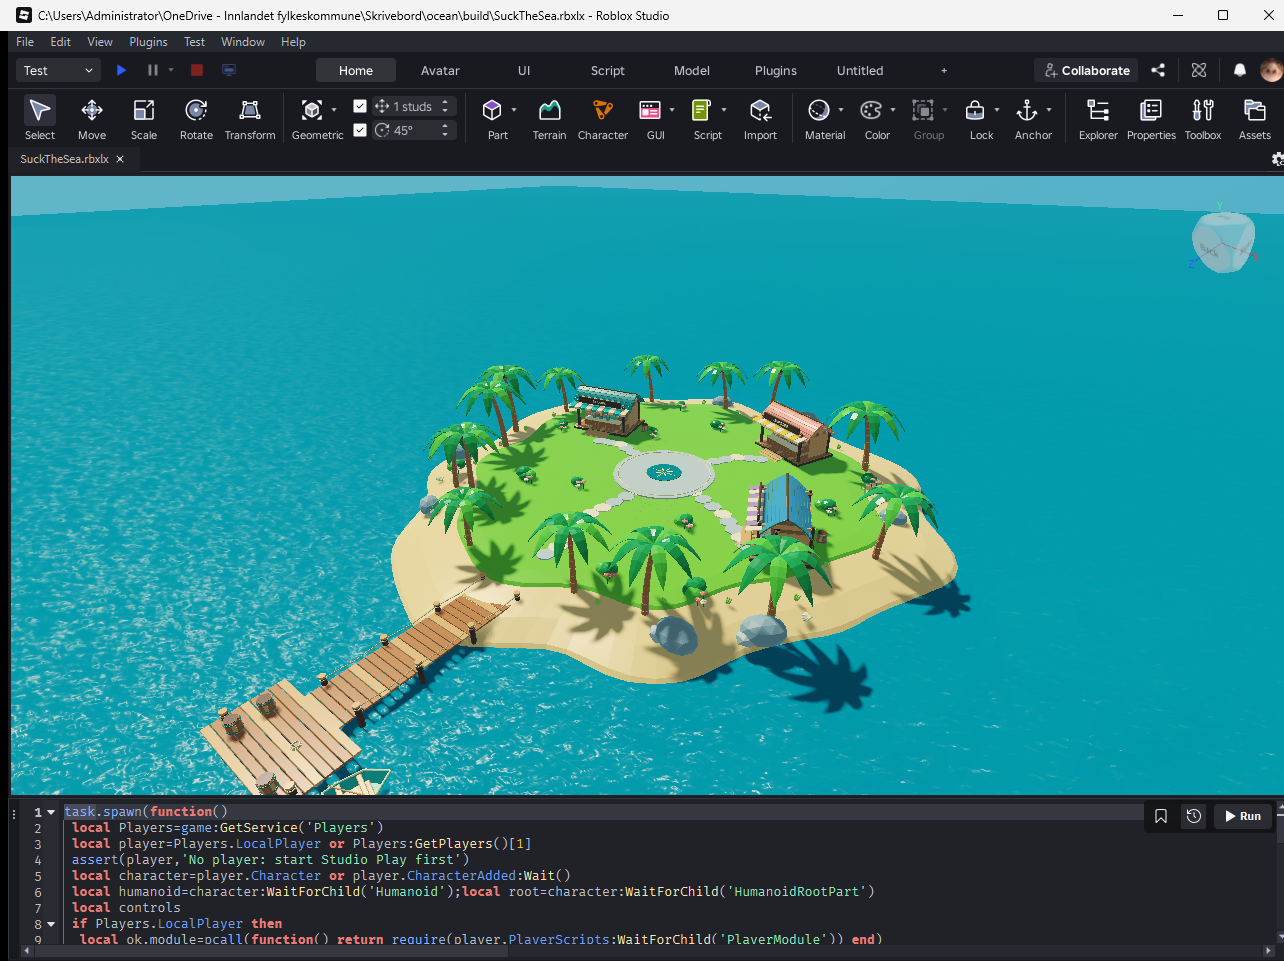 C:\Users\Administrator\OneDrive - Innlandet fylkeskommune\Skrivebord\ocean\build\SuckTheSea.rbxlx - Roblox Studio
File Edit View Plugins Test Window Help
Test Home Avatar UI Script Model Plugins Untitled + Collaborate
1 studs
45°
Select Move Scale Rotate Transform Geometric Part Terrain Character GUI Script Import Material Color Group Lock Anchor Explorer Properties Toolbox Assets
SuckTheSea.rbxlx
Y
Back
Z
X
1 task.spawn(function()
Run
2 local Players=game:GetService('Players')
3 local player=Players.LocalPlayer or Players:GetPlayers()[1]
4 assert(player,'No player: start Studio Play first')
5 local character=player.Character or player.CharacterAdded:Wait()
6 local humanoid=character:WaitForChild('Humanoid');local root=character:WaitForChild('HumanoidRootPart')
7 local controls
8 if Players.LocalPlayer then
9 local ok,module=pcall(function() return require(player.PlayerScripts:WaitForChild('PlayerModule')) end)